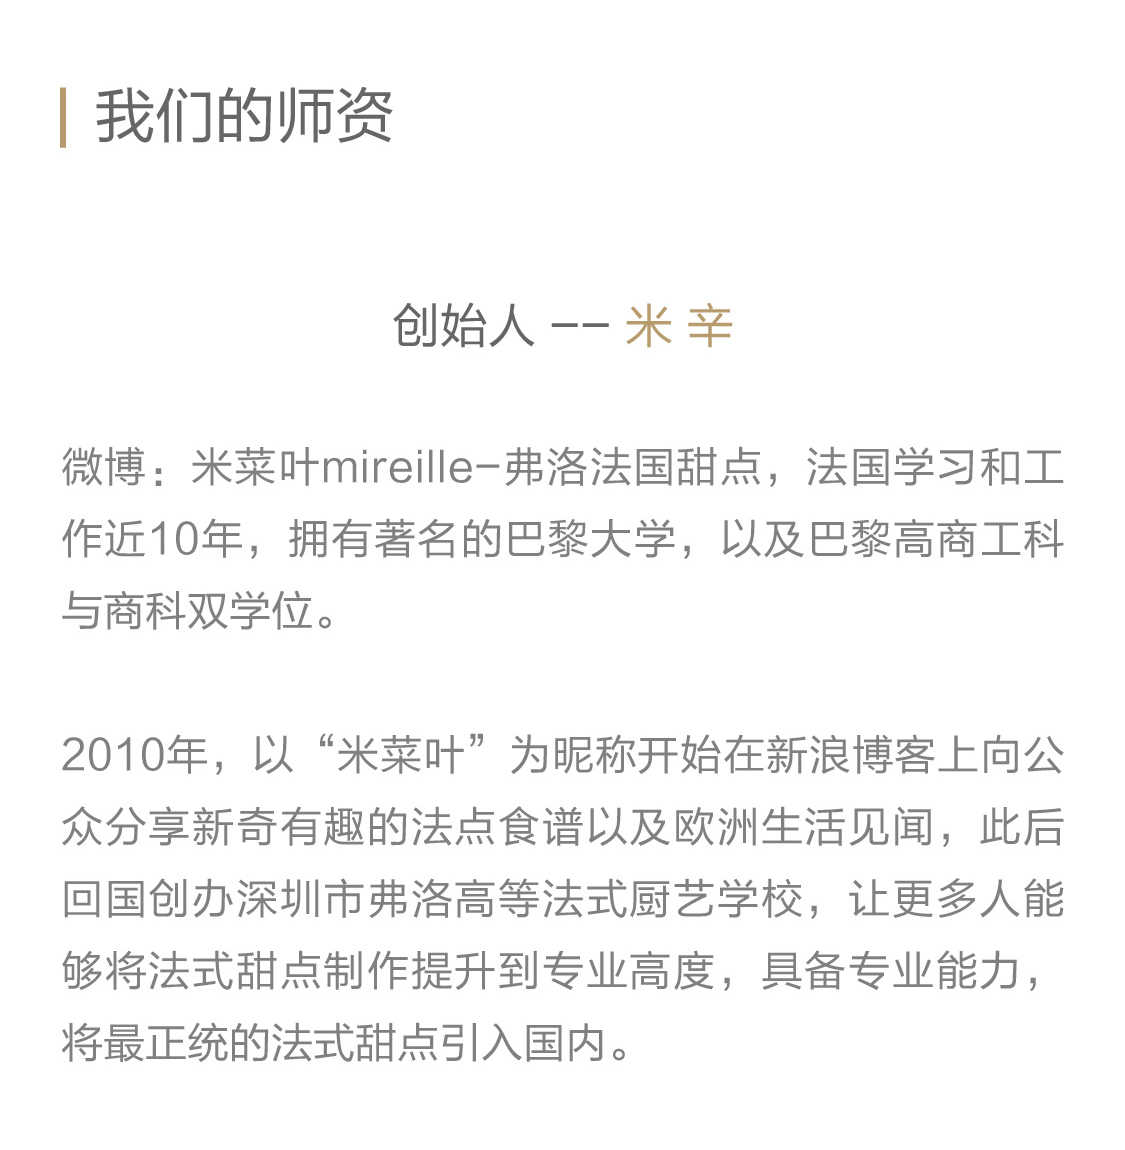 我们的师资
创始人 -- 米 辛
微博：米菜叶mireille-弗洛法国甜点，法国学习和工
作近10年，拥有著名的巴黎大学，以及巴黎高商工科
与商科双学位。
2010年，以“米菜叶”为昵称开始在新浪博客上向公
众分享新奇有趣的法点食谱以及欧洲生活见闻，此后
回国创办深圳市弗洛高等法式厨艺学校，让更多人能
够将法式甜点制作提升到专业高度，具备专业能力，
将最正统的法式甜点引入国内。